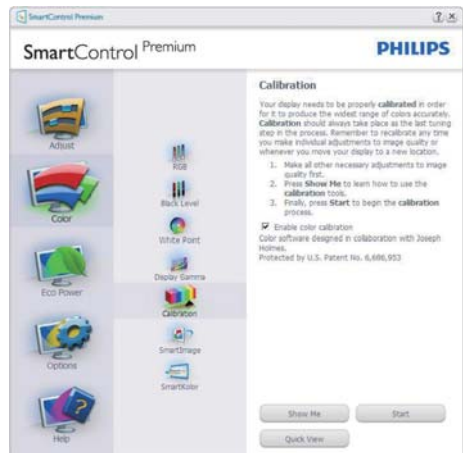 SmartControl Premium
SmartControl Premium
PHILIPS
Adjust
Color
Eco Power
Options
Help
RGB
Black Level
White Point
Display Gamma
Calibration
SmartImage
SmartKolor
Calibration
Your display needs to be properly calibrated in order
for it to produce the widest range of colors accurately.
Calibration should always take place as the last tuning
step in the process. Remember to recalibrate any time
you make individual adjustments to image quality or
whenever you move your display to a new location.
1. Make all other necessary adjustments to image
quality first.
2. Press Show Me to learn how to use the
calibration tools.
3. Finally, press Start to begin the calibration
process.
Enable color calibration
Color software designed in collaboration with Joseph
Holmes.
Protected by U.S. Patent No. 6,686,953
Show Me
Start
Quick View